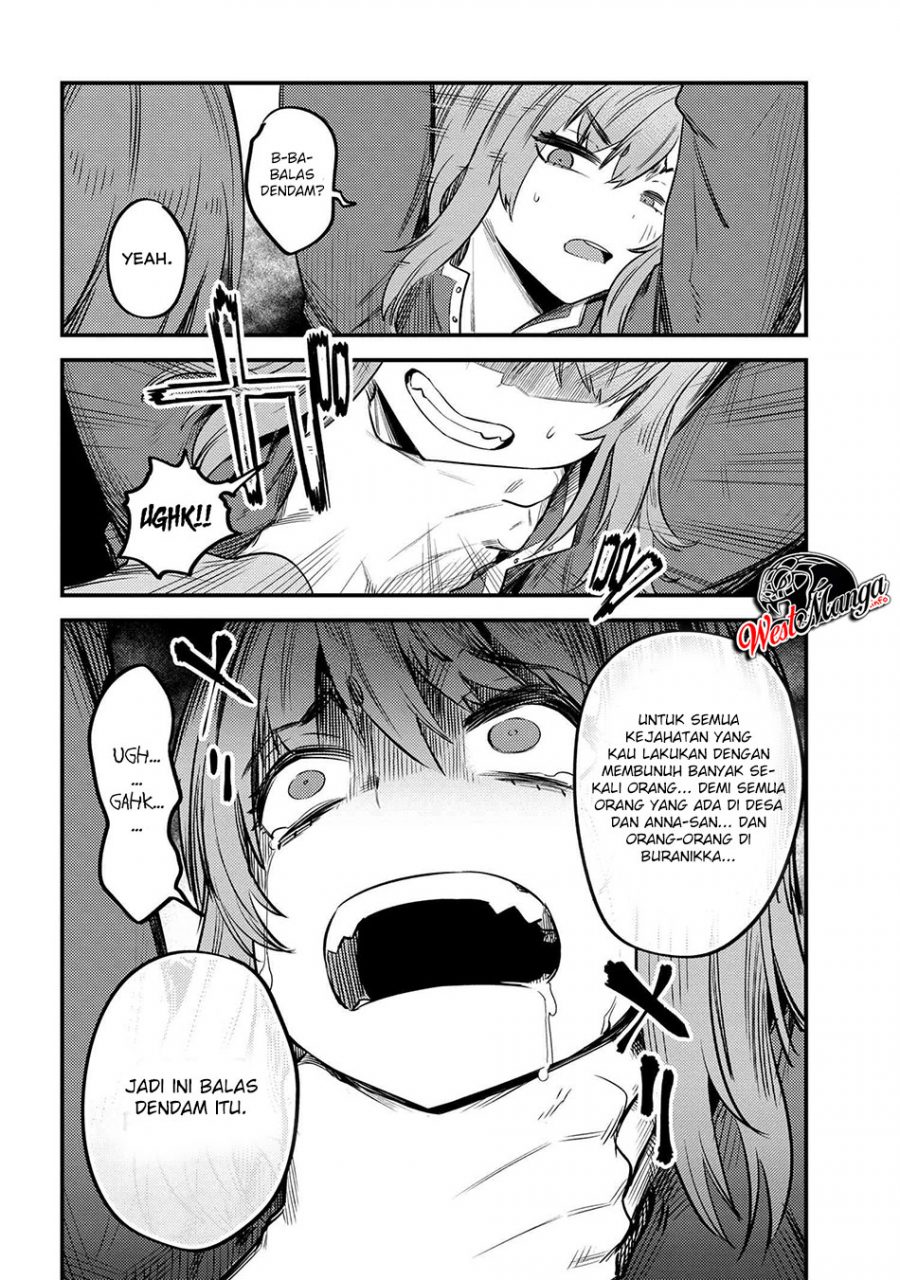 B-BA-
BALAS
DENDAM?
YEAH.
UGHK!!
WestManga
.info
UNTUK SEMUA
KEJAHATAN YANG
KAU LAKUKAN DENGAN
MEMBUNUH BANYAK SE-
KALI ORANG... DEMI SEMUA
ORANG YANG ADA DI DESA
DAN ANNA-SAN... DAN
ORANG-ORANG DI
BURANIKKA...
UGH...
...
GAHK...
...
JADI INI BALAS
DENDAM ITU.